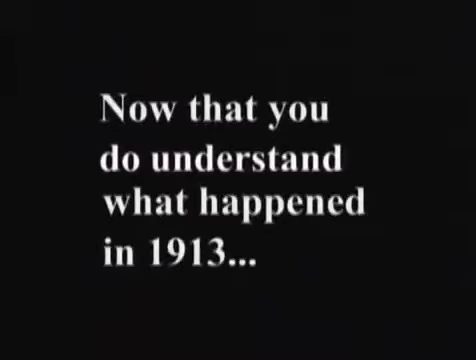 Now that you
do understand
what happened
in 1913...